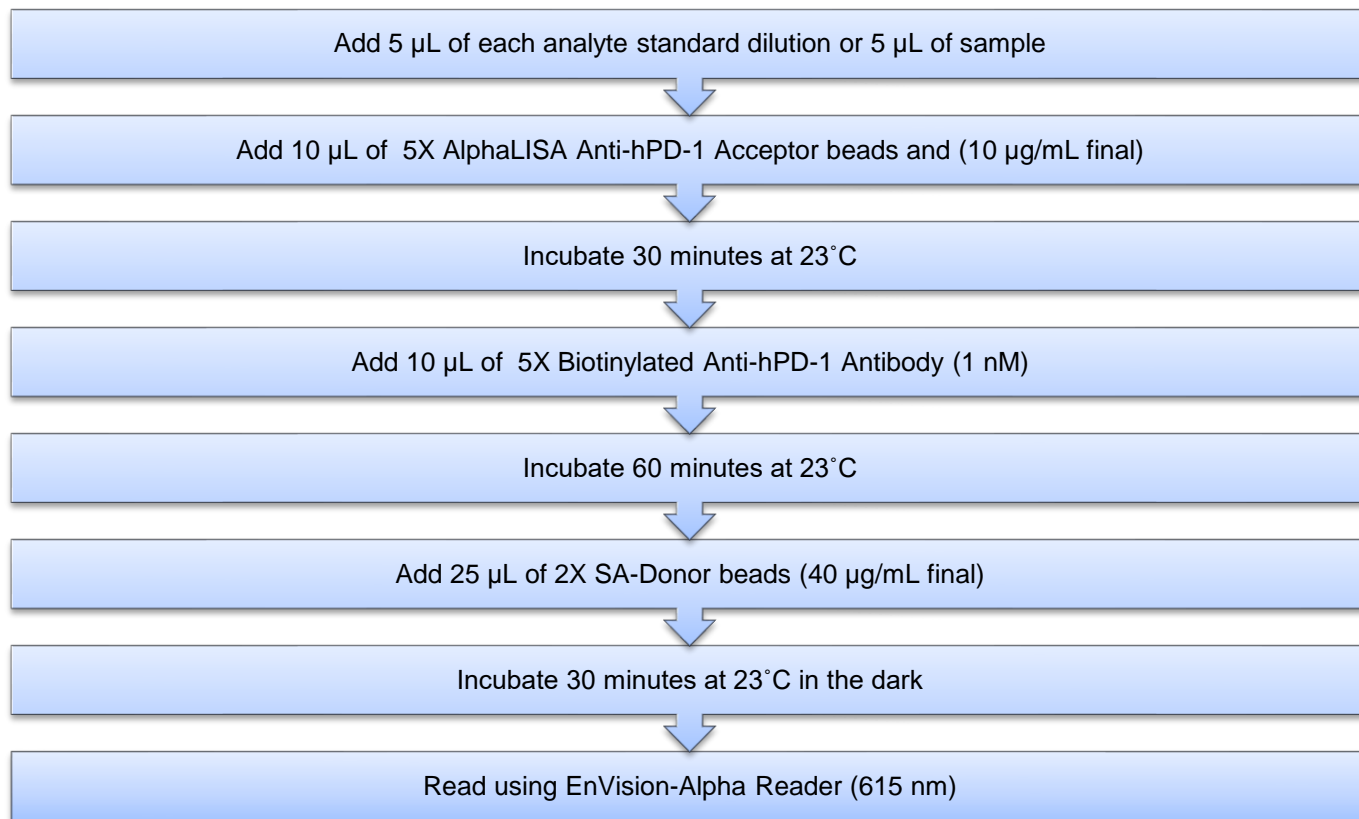 Add 5 µL of each analyte standard dilution or 5 µL of sample
Add 10 µL of  5X AlphaLISA Anti-hPD-1 Acceptor beads and (10 µg/mL final)
Incubate 30 minutes at 23˚C
Add 10 µL of  5X Biotinylated Anti-hPD-1 Antibody (1 nM)
Incubate 60 minutes at 23˚C
Add 25 µL of 2X SA-Donor beads (40 µg/mL final)
Incubate 30 minutes at 23˚C in the dark
Read using EnVision-Alpha Reader (615 nm)